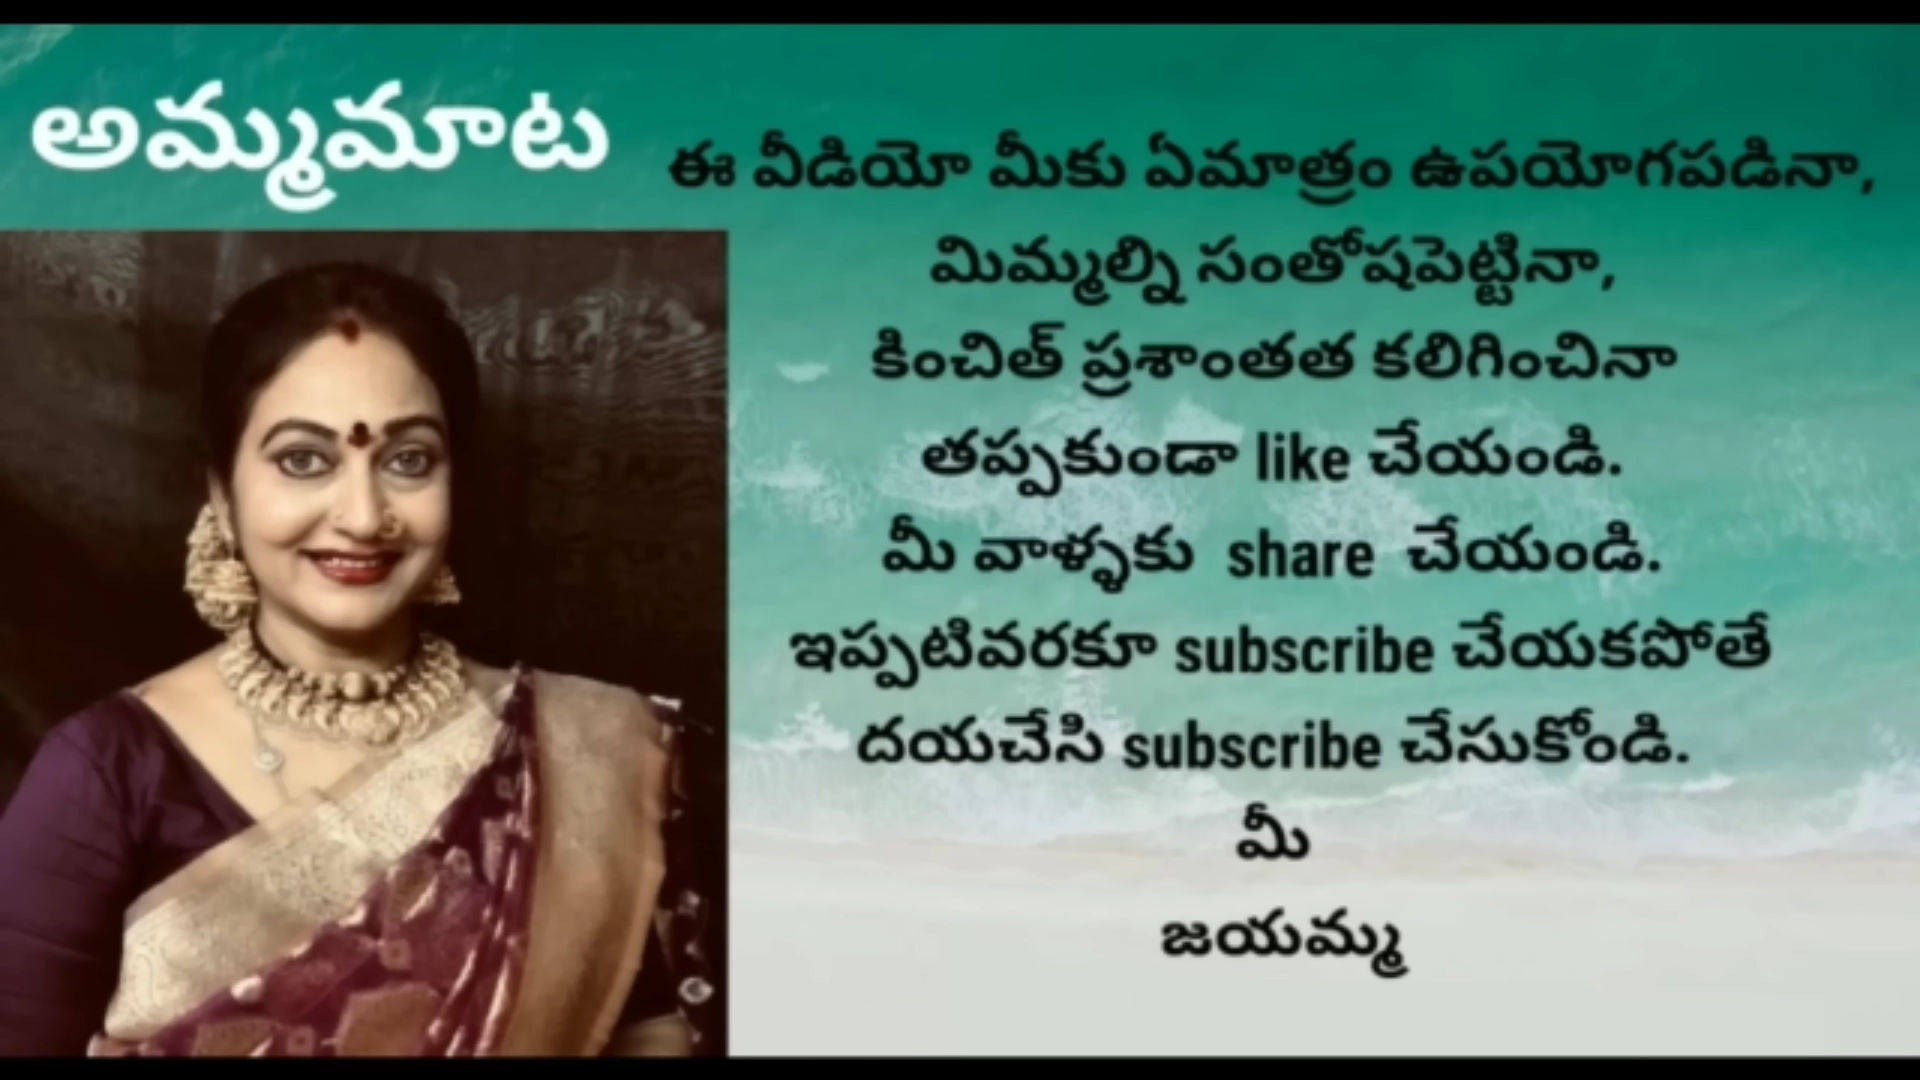 అమ్మమాట
ఈ వీడియో మీకు ఏమాత్రం ఉపయోగపడినా,
మిమ్మల్ని సంతోషపెట్టినా,
కించిత్ ప్రశాంతత కలిగించినా
తప్పకుండా like చేయండి.
మీ వాళ్ళకు share చేయండి.
ఇప్పటివరకూ subscribe చేయకపోతే
దయచేసి subscribe చేసుకోండి.
మీ
జయమ్మ